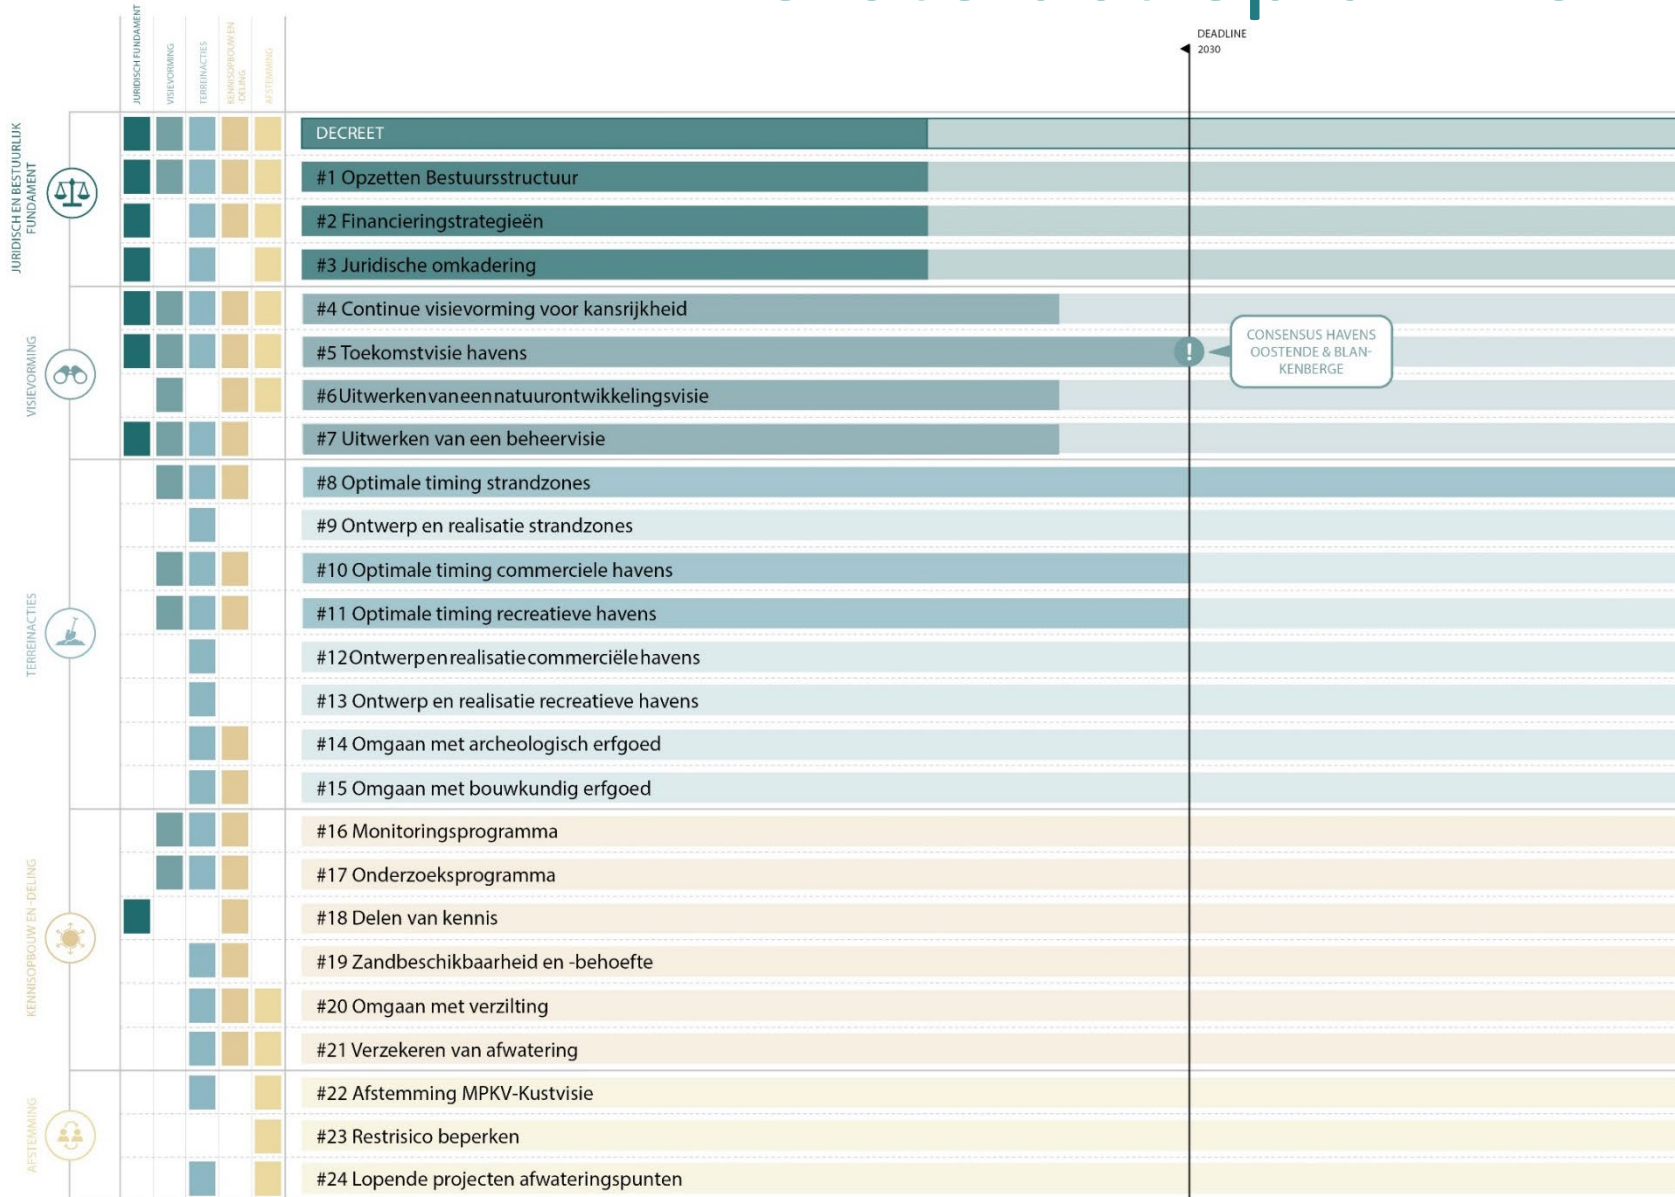 DEADLINE
2030
JURIDISCH FUNDAMENT
VISIEVORMING
TERREINACTIES
KENNISOPBOUW EN
-DELING
AFSTEMMING
JURIDISCH EN BESTUURLIJK
FUNDAMENT
DECREET
#1 Opzetten Bestuursstructuur
#2 Financieringstrategieën
#3 Juridische omkadering
VISIEVORMING
#4 Continue visievorming voor kansrijkheid
#5 Toekomstvisie havens
!
CONSENSUS HAVENS
OOSTENDE & BLAN-
KENBERGE
#6Uitwerkenvaneennatuurontwikkelingsvisie
#7 Uitwerken van een beheervisie
TERREINACTIES
#8 Optimale timing strandzones
#9 Ontwerp en realisatie strandzones
#10 Optimale timing commerciele havens
#11 Optimale timing recreatieve havens
#12Ontwerpenrealisatiecommerciëlehavens
#13 Ontwerp en realisatie recreatieve havens
#14 Omgaan met archeologisch erfgoed
#15 Omgaan met bouwkundig erfgoed
KENNISOPBOUW EN -DELING
#16 Monitoringsprogramma
#17 Onderzoeksprogramma
#18 Delen van kennis
#19 Zandbeschikbaarheid en -behoefte
#20 Omgaan met verzilting
#21 Verzekeren van afwatering
AFSTEMMING
#22 Afstemming MPKV-Kustvisie
#23 Restrisico beperken
#24 Lopende projecten afwateringspunten